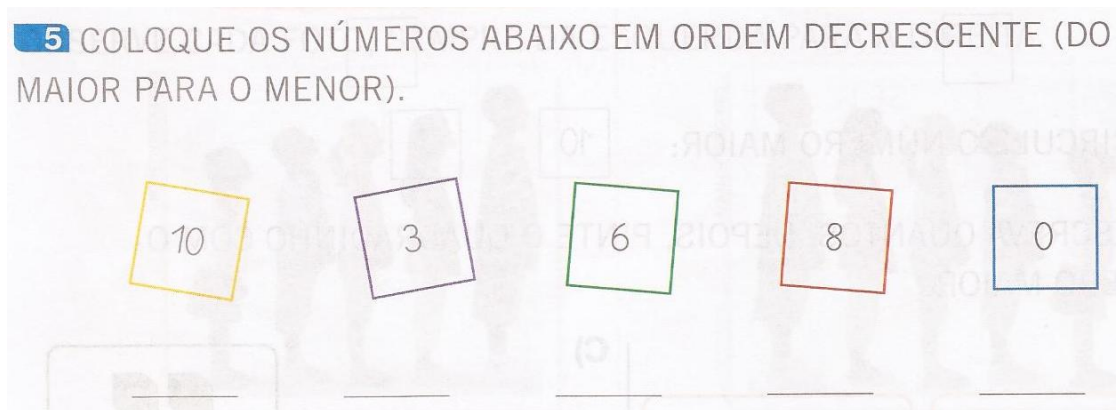 5 COLOQUE OS NÚMEROS ABAIXO EM ORDEM DECRESCENTE (DO
MAIOR PARA O MENOR).
10 3 6 8 0